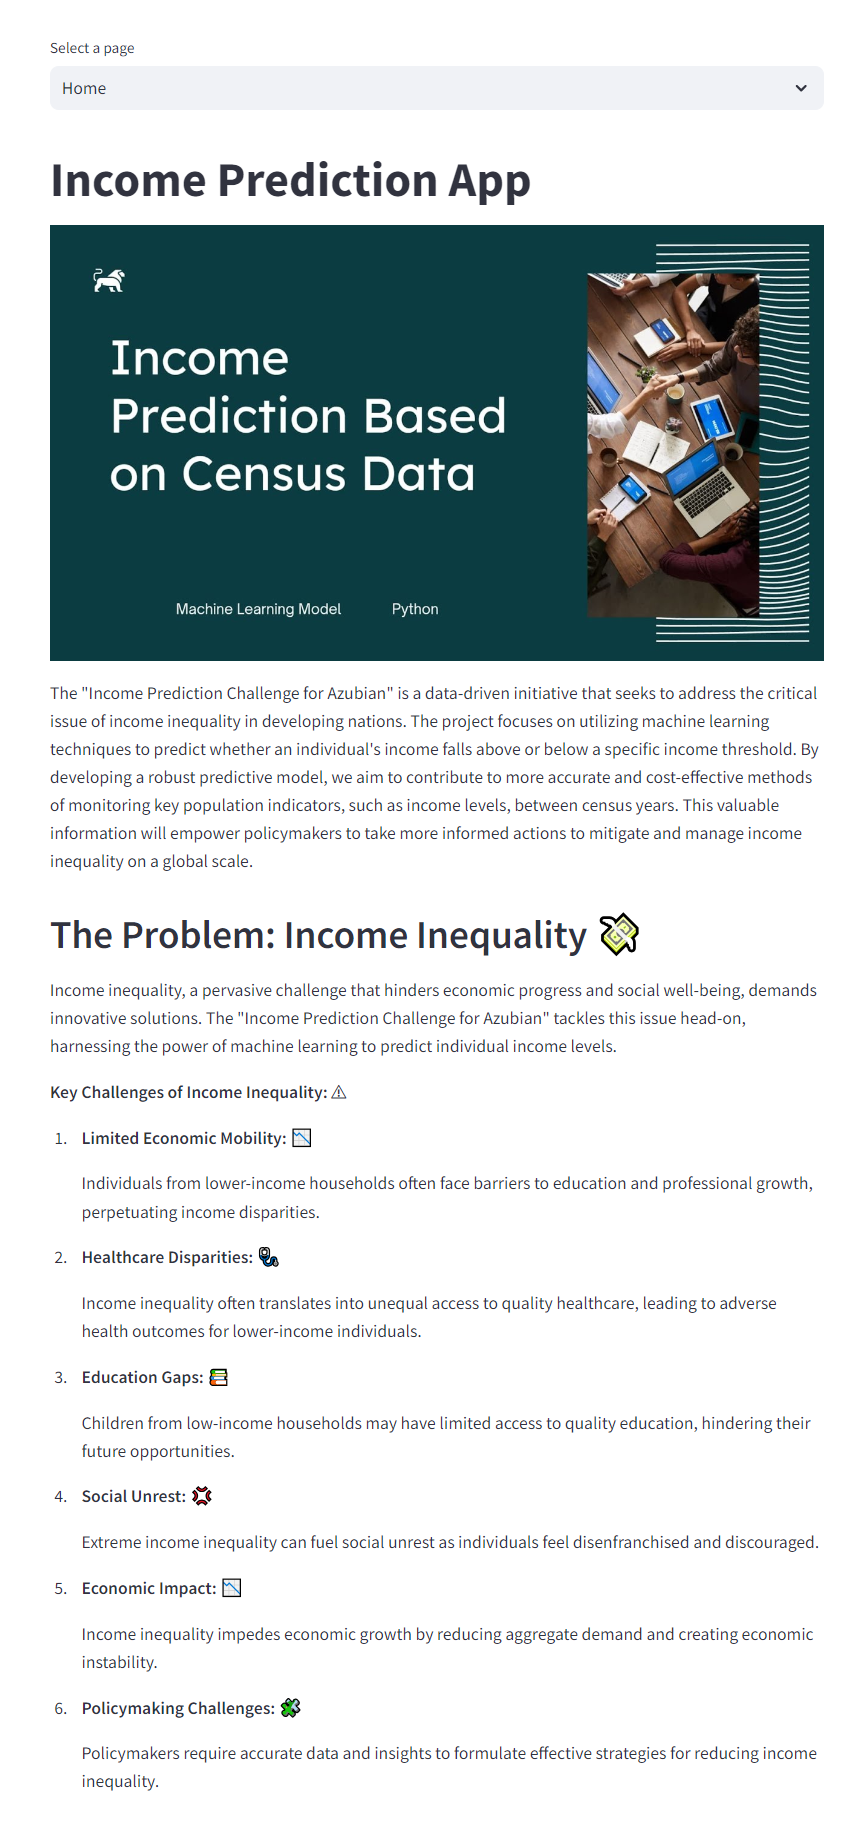 Select a page
Home
Income Prediction App
Income
Prediction Based
on Census Data
Machine Learning Model Python
The "Income Prediction Challenge for Azubian" is a data-driven initiative that seeks to address the critical
issue of income inequality in developing nations. The project focuses on utilizing machine learning
techniques to predict whether an individual's income falls above or below a specific income threshold. By
developing a robust predictive model, we aim to contribute to more accurate and cost-effective methods
of monitoring key population indicators, such as income levels, between census years. This valuable
information will empower policymakers to take more informed actions to mitigate and manage income
inequality on a global scale.
The Problem: Income Inequality 💸
Income inequality, a pervasive challenge that hinders economic progress and social well-being, demands
innovative solutions. The "Income Prediction Challenge for Azubian" tackles this issue head-on,
harnessing the power of machine learning to predict individual income levels.
Key Challenges of Income Inequality: ⚠
1. Limited Economic Mobility: 📉
Individuals from lower-income households often face barriers to education and professional growth,
perpetuating income disparities.
2. Healthcare Disparities: 🩺
Income inequality often translates into unequal access to quality healthcare, leading to adverse
health outcomes for lower-income individuals.
3. Education Gaps: 📚
Children from low-income households may have limited access to quality education, hindering their
future opportunities.
4. Social Unrest: 💢
Extreme income inequality can fuel social unrest as individuals feel disenfranchised and discouraged.
5. Economic Impact: 📉
Income inequality impedes economic growth by reducing aggregate demand and creating economic
instability.
6. Policymaking Challenges: 🧩
Policymakers require accurate data and insights to formulate effective strategies for reducing income
inequality.